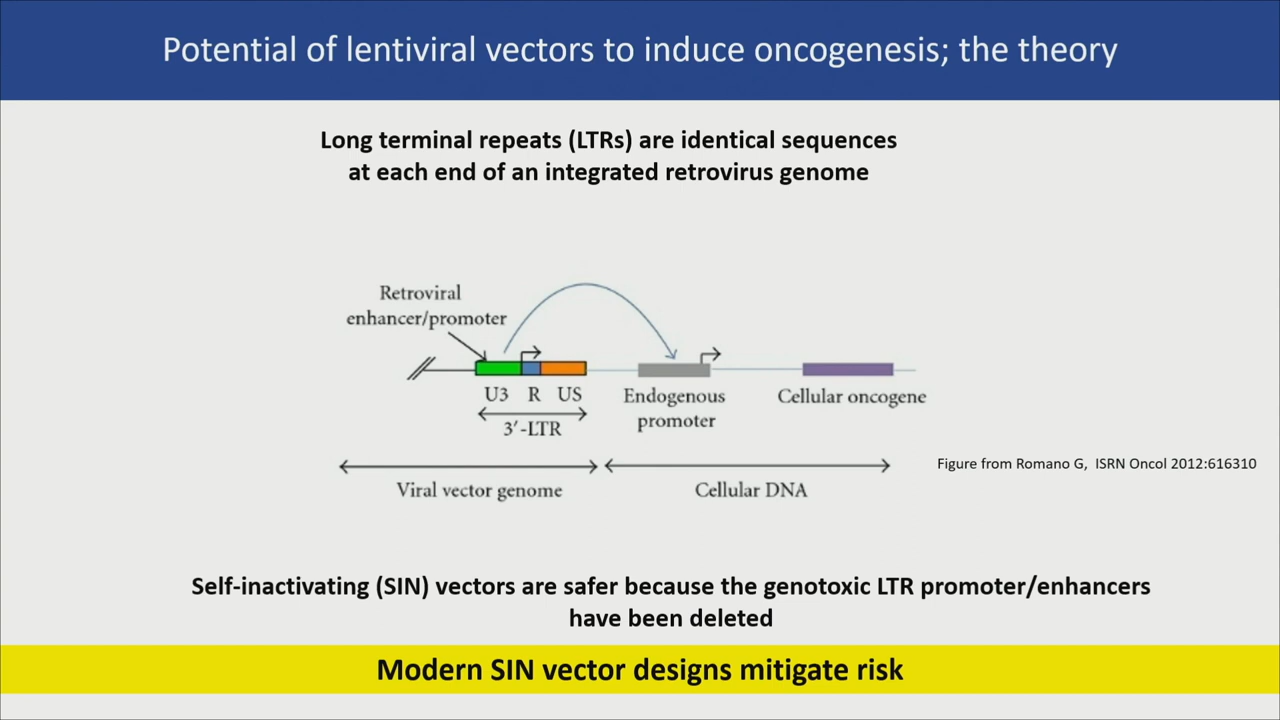 Potential of lentiviral vectors to induce oncogenesis; the theory
Long terminal repeats (LTRs) are identical sequences
at each end of an integrated retrovirus genome
Retroviral
enhancer/promoter
U3 R US
3′-LTR
Endogenous
promoter
Cellular oncogene
Viral vector genome
Cellular DNA
Figure from Romano G, ISRN Oncol 2012:616310
Self-inactivating (SIN) vectors are safer because the genotoxic LTR promoter/enhancers
have been deleted
Modern SIN vector designs mitigate risk